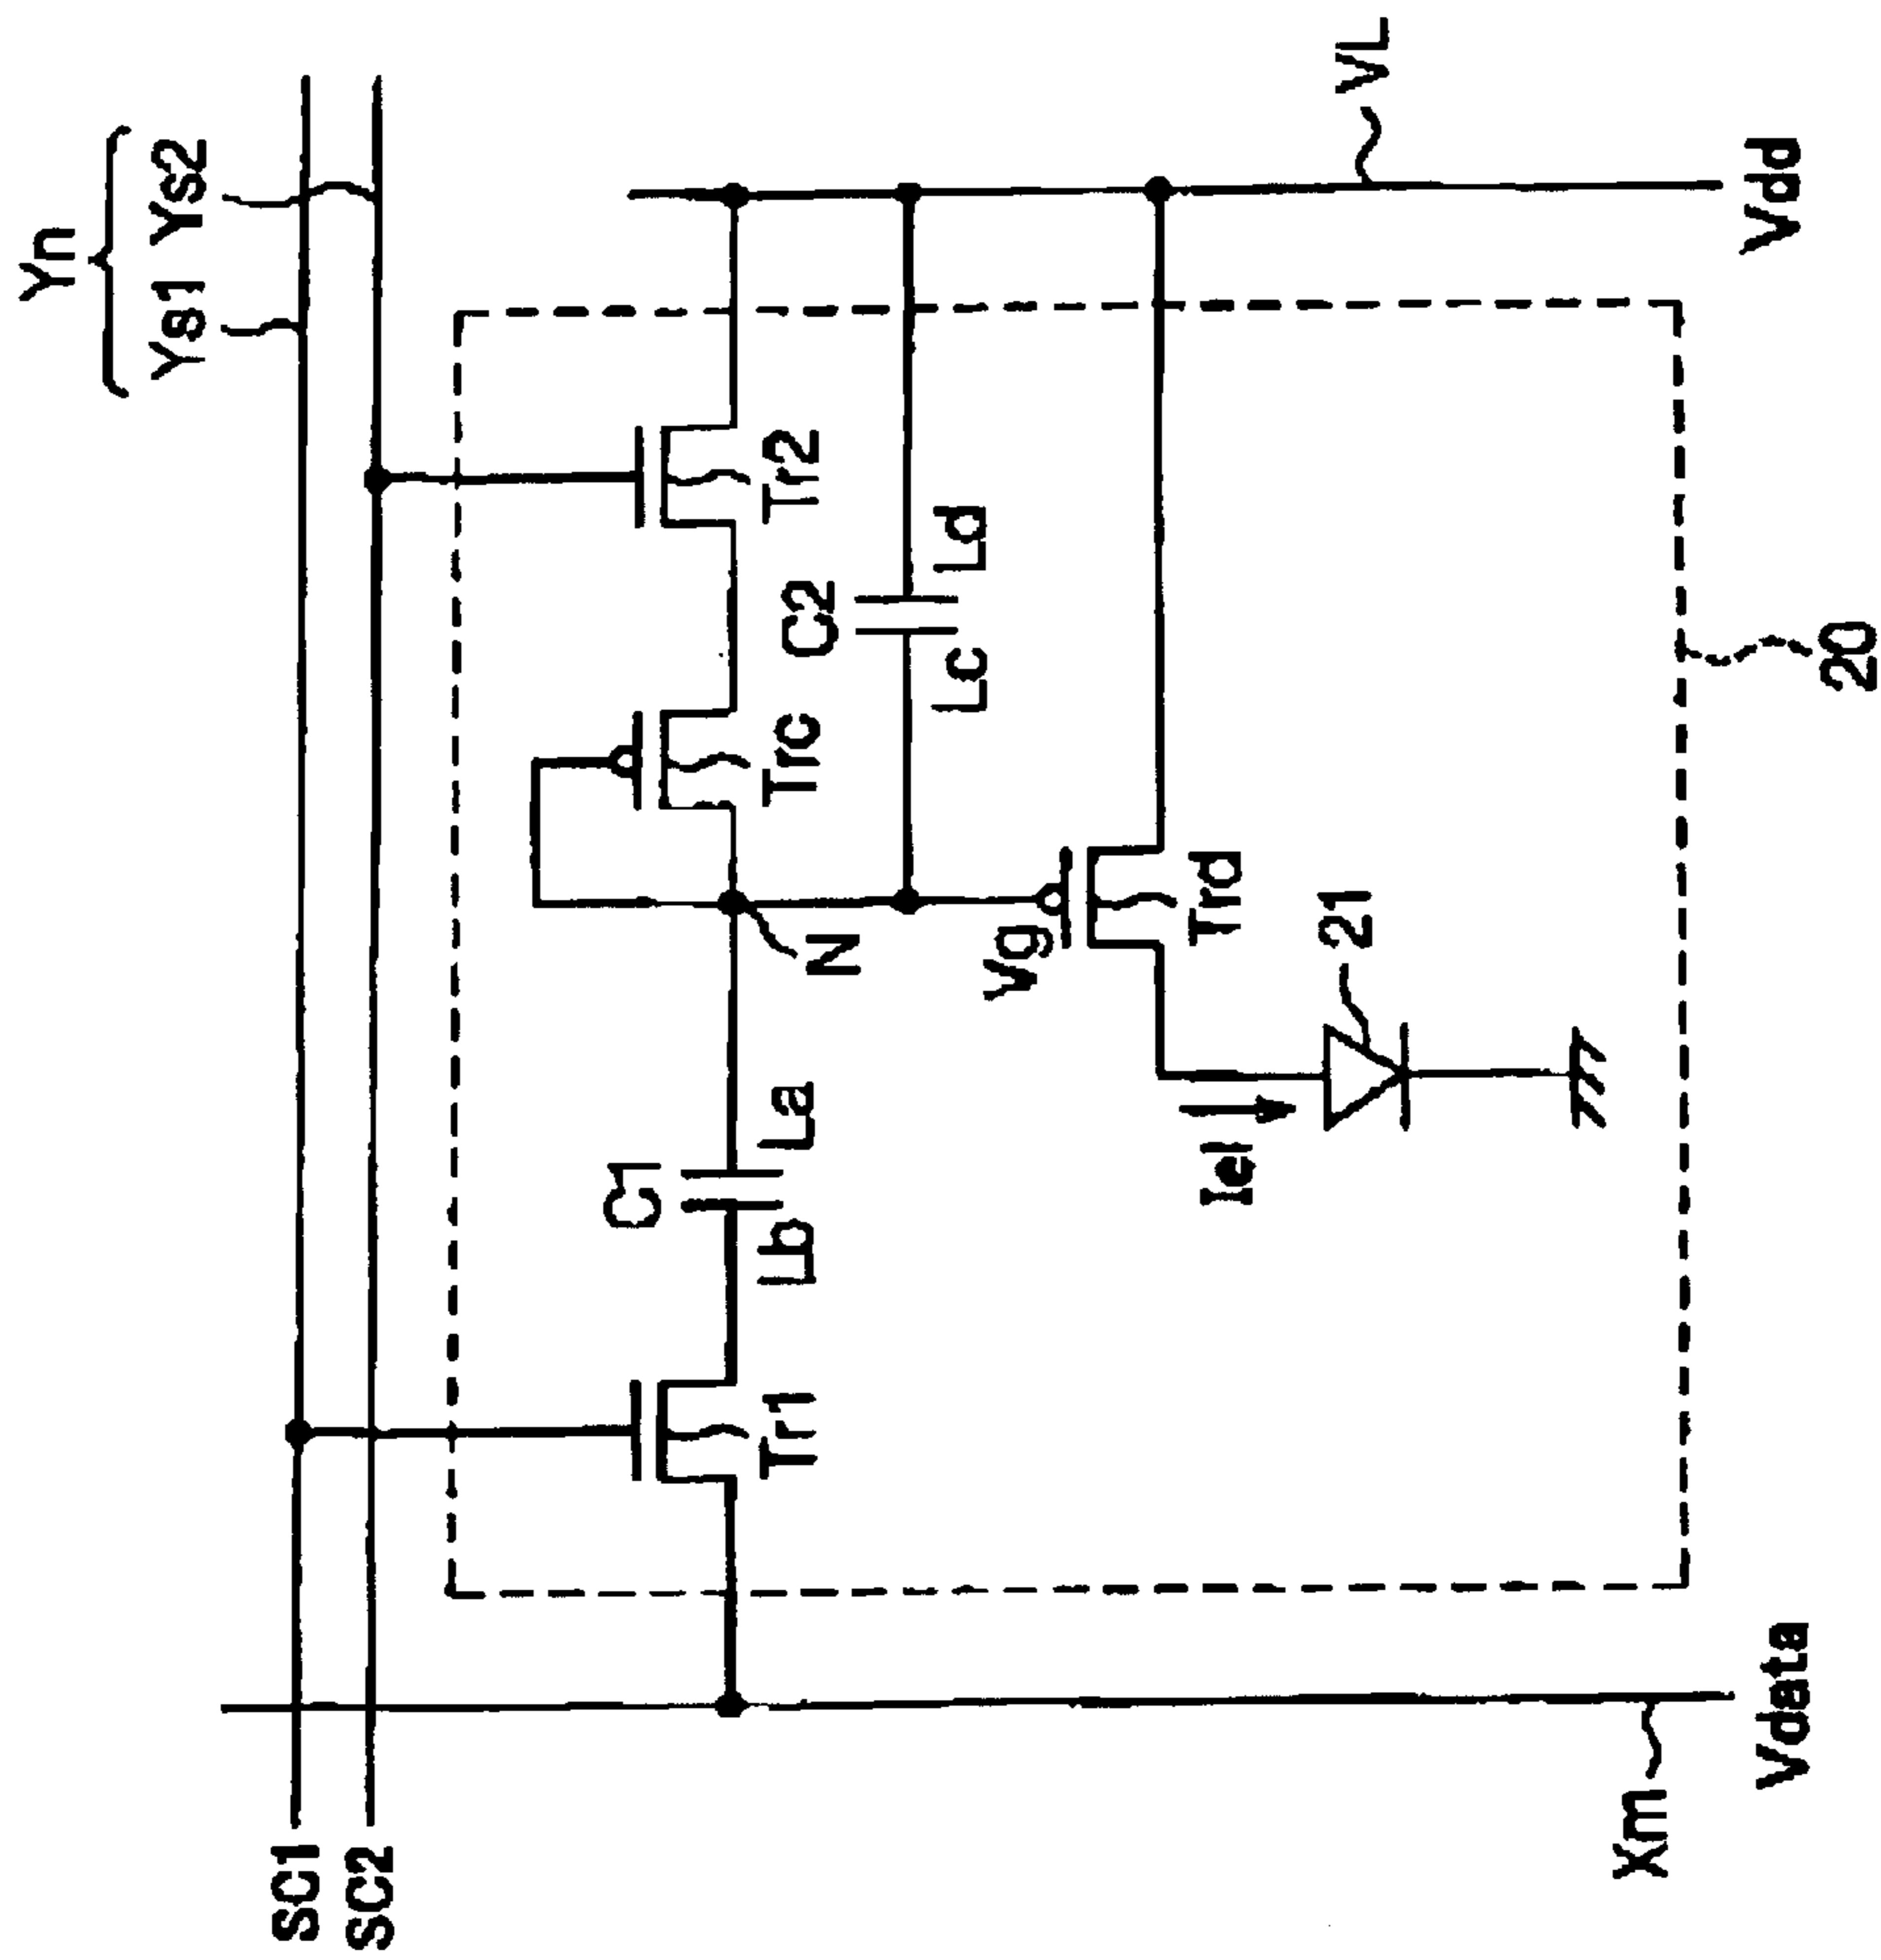 Yn
Ys1 Ys2
SC1
SC2
C1
Lb La
Tr1
Trc
Tr2
N
C2
Lc Ld
Vg
Trd
Iel
21
VL
Xm
20
Vdata
Vdd